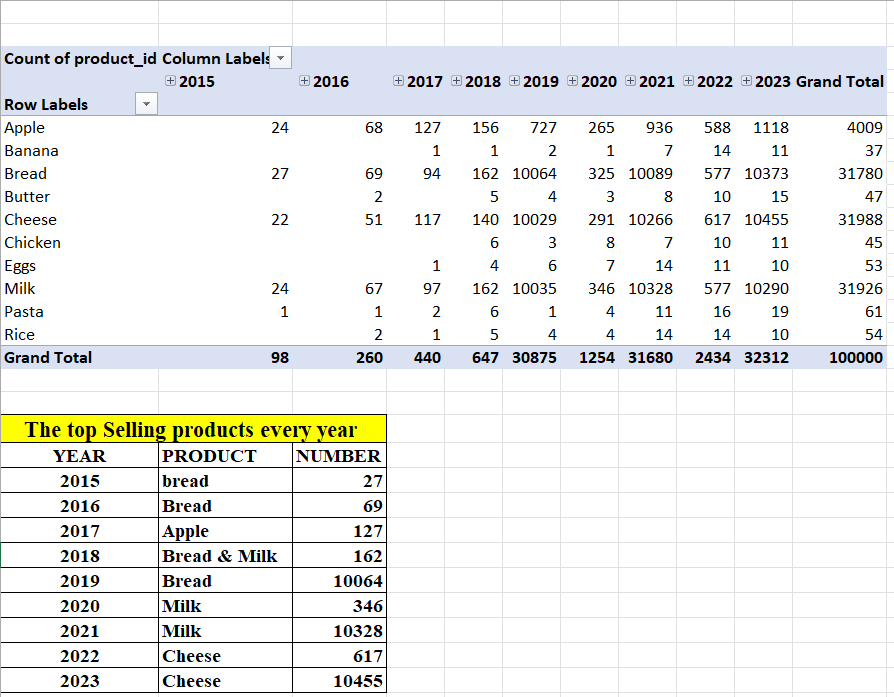 Count of product_id Column Labels
2015 2016 2017 2018 2019 2020 2021 2022 2023 Grand Total
Row Labels
Apple 24 68 127 156 727 265 936 588 1118 4009
Banana 1 1 2 1 7 14 11 37
Bread 27 69 94 162 10064 325 10089 577 10373 31780
Butter 2 5 4 3 8 10 15 47
Cheese 22 51 117 140 10029 291 10266 617 10455 31988
Chicken 6 3 8 7 10 11 45
Eggs 1 4 6 7 14 11 10 53
Milk 24 67 97 162 10035 346 10328 577 10290 31926
Pasta 1 1 2 6 1 4 11 16 19 61
Rice 2 1 5 4 4 14 14 10 54
Grand Total 98 260 440 647 30875 1254 31680 2434 32312 100000
The top Selling products every year
YEAR PRODUCT NUMBER
2015 bread 27
2016 Bread 69
2017 Apple 127
2018 Bread & Milk 162
2019 Bread 10064
2020 Milk 346
2021 Milk 10328
2022 Cheese 617
2023 Cheese 10455